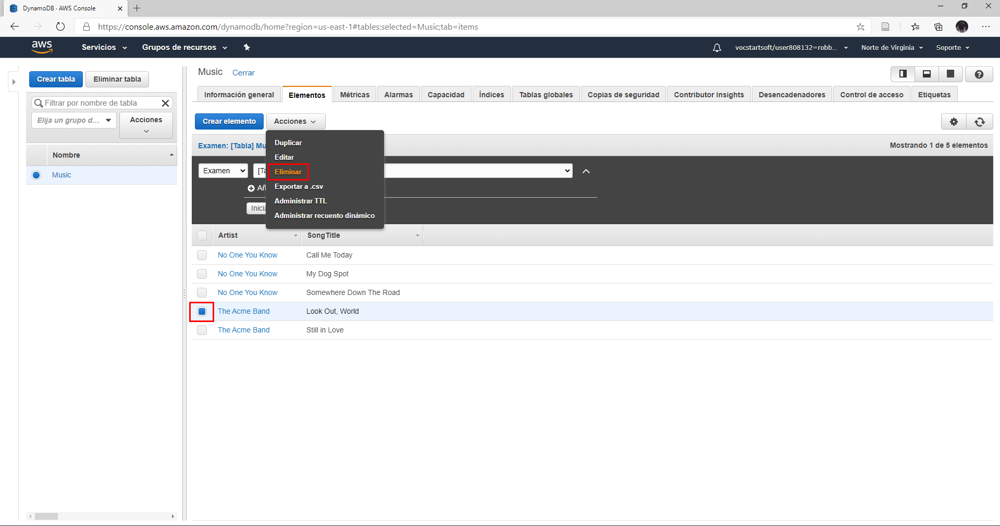 DynamoDB · AWS Console
https://console.aws.amazon.com/dynamodb/home?region=us-east-1#tables:selected=Music;tab=items
aws
Servicios
Grupos de recursos
vocstartsoft/user808132=robb...
Norte de Virginia
Soporte
Crear tabla
Eliminar tabla
Filtrar por nombre de tabla
Elija un grupo d...
Acciones
Nombre
Music
Music
Cerrar
Información general
Elementos
Métricas
Alarmas
Capacidad
Índices
Tablas globales
Copias de seguridad
Contributor Insights
Desencadenadores
Control de acceso
Etiquetas
Crear elemento
Acciones
Duplicar
Editar
Eliminar
Exportar a .csv
Administrar TTL
Administrar recuento dinámico
Examen: [Tabla] Mu
Mostrando 1 de 5 elementos
Examen
[Ta
Añ
Inicia
Artist
SongTitle
No One You Know
Call Me Today
No One You Know
My Dog Spot
No One You Know
Somewhere Down The Road
The Acme Band
Look Out, World
The Acme Band
Still in Love